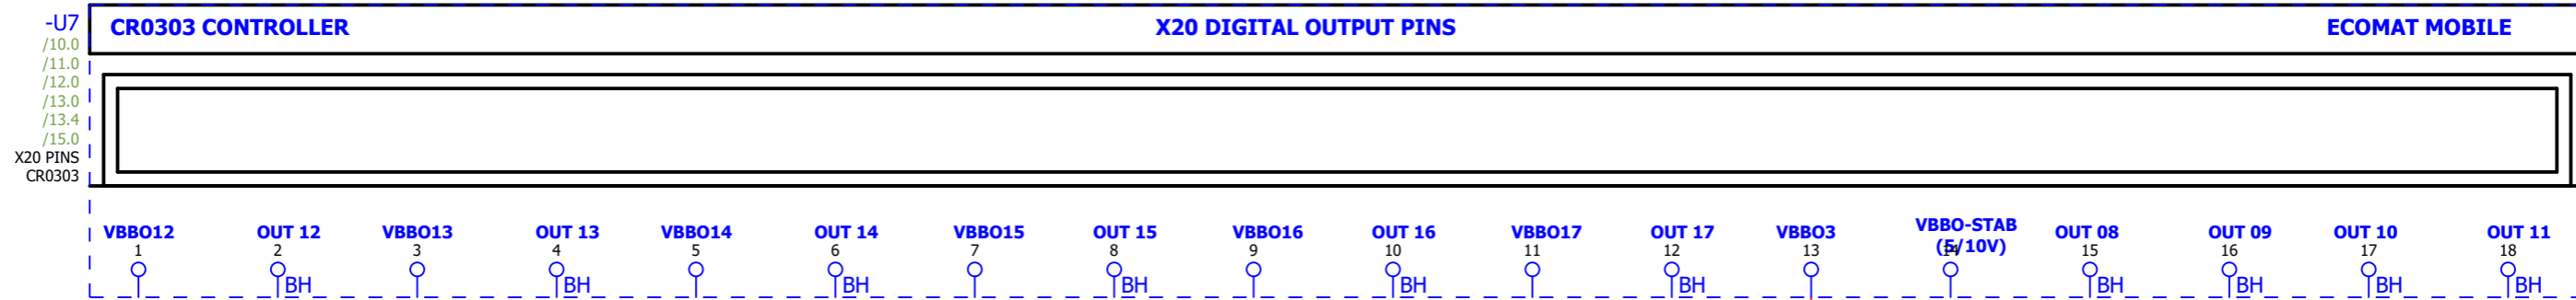 -U7
/10.0
/11.0
/12.0
/13.0
/13.4
/15.0
X20 PINS
CR0303
CR0303 CONTROLLER
X20 DIGITAL OUTPUT PINS
ECOMAT MOBILE
VBBO12
1
OUT 12
2
BH
VBBO13
3
OUT 13
4
BH
VBBO14
5
OUT 14
6
BH
VBBO15
7
OUT 15
8
BH
VBBO16
9
OUT 16
10
BH
VBBO17
11
OUT 17
12
BH
VBBO3
13
VBBO-STAB
(5/10V)
14
OUT 08
15
BH
OUT 09
16
BH
OUT 10
17
BH
OUT 11
18
BH